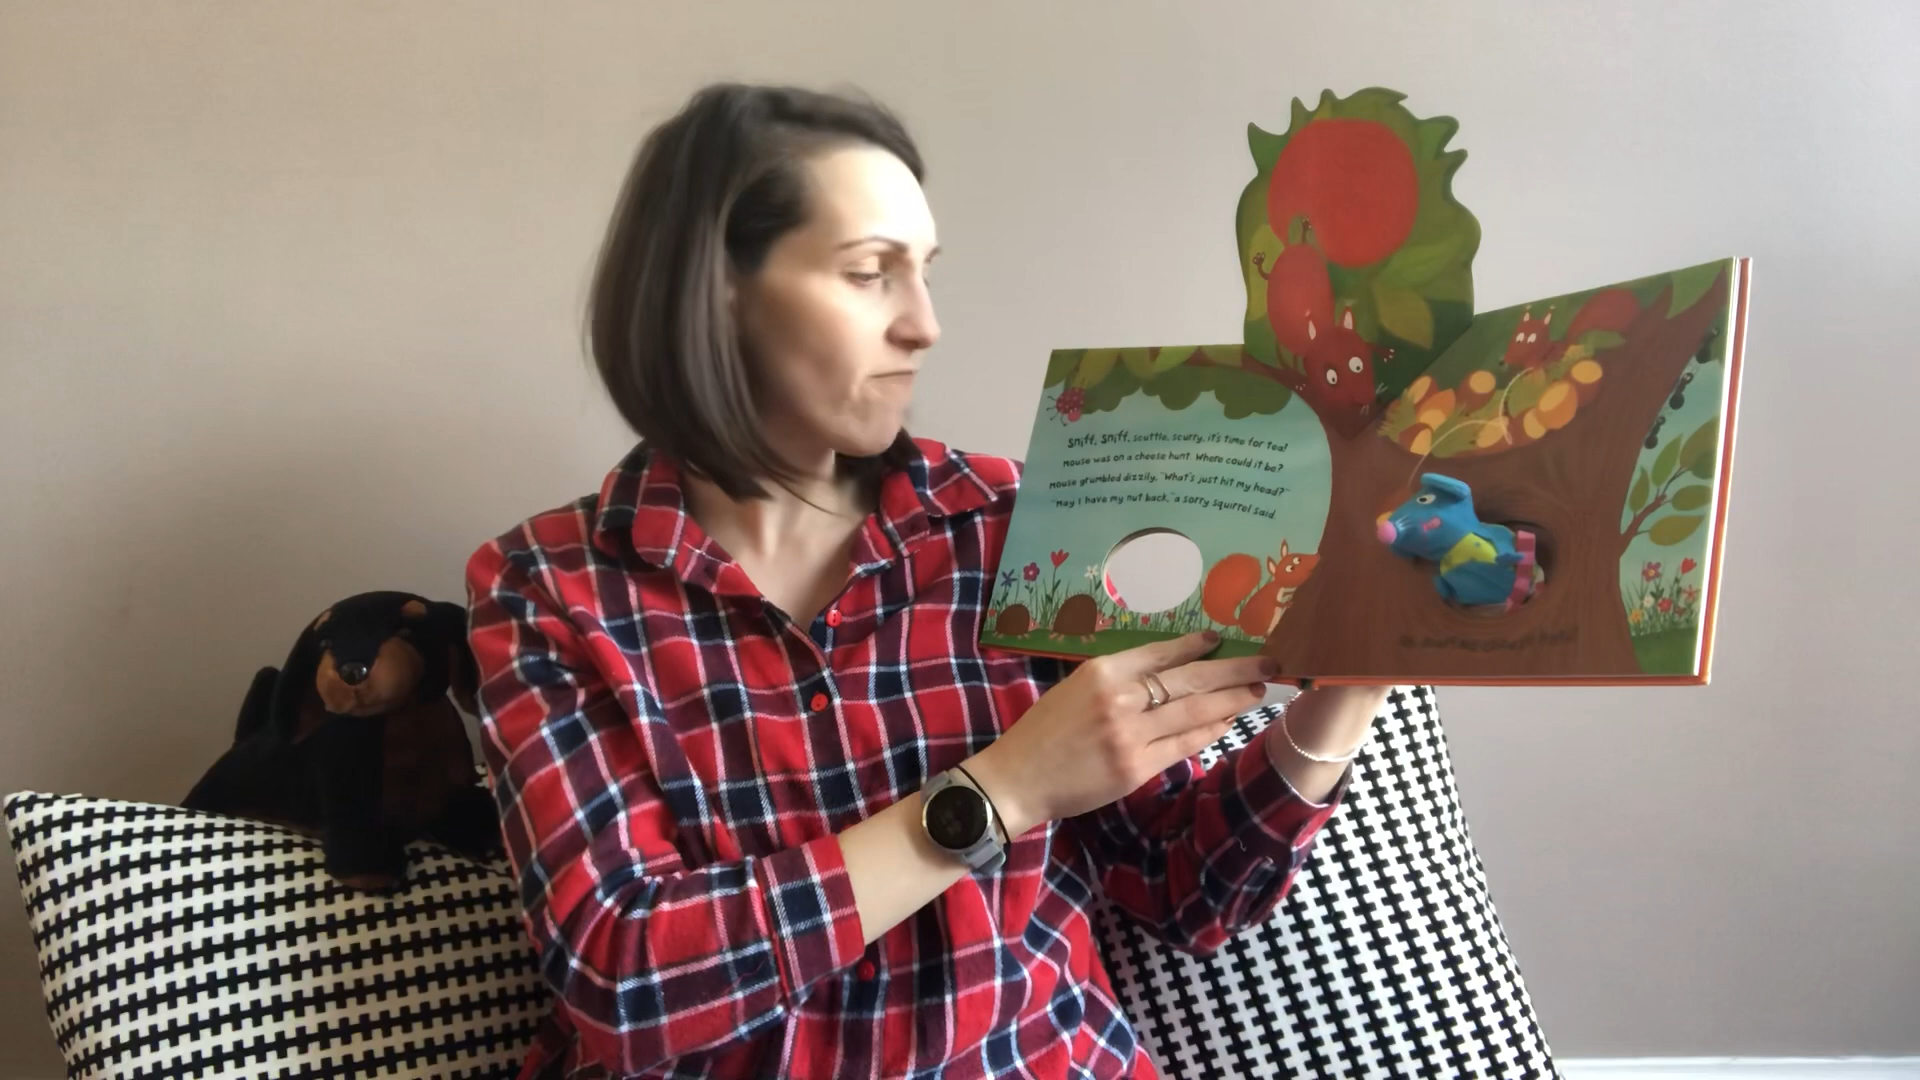 Sniff, sniff, scuttle, scurry, it's time for tea!
Mouse was on a cheese hunt. Where could it be?
Mouse grumbled dizzily, "What's just hit my head?"
"May I have my nut back," a sorry squirrel said.